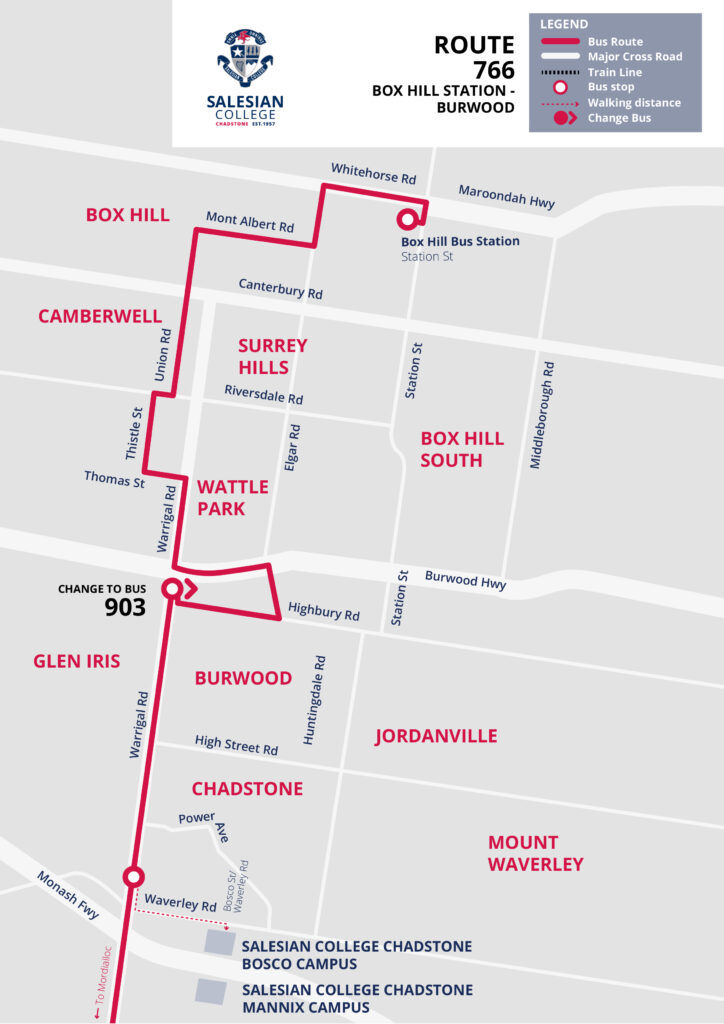 SALESIAN
COLLEGE
CHADSTONE EST.1957
ROUTE
766
BOX HILL STATION -
BURWOOD
LEGEND
Bus Route
Major Cross Road
Train Line
Bus stop
Walking distance
Change Bus
Whitehorse Rd
Maroondah Hwy
BOX HILL
Mont Albert Rd
Box Hill Bus Station
Station St
Canterbury Rd
CAMBERWELL
Union Rd
SURREY
HILLS
Station St
Middleborough Rd
Riversdale Rd
Thistle St
Elgar Rd
BOX HILL
SOUTH
Thomas St
Warrigal Rd
WATTLE
PARK
CHANGE TO BUS
903
Burwood Hwy
Station St
Highbury Rd
GLEN IRIS
BURWOOD
Huntingdale Rd
Warrigal Rd
High Street Rd
JORDANVILLE
CHADSTONE
Power Ave
MOUNT
WAVERLEY
Monash Fwy
Waverley Rd
Bosco St/
Waverley Rd
SALESIAN COLLEGE CHADSTONE
BOSCO CAMPUS
To Mordialloc
SALESIAN COLLEGE CHADSTONE
MANNIX CAMPUS